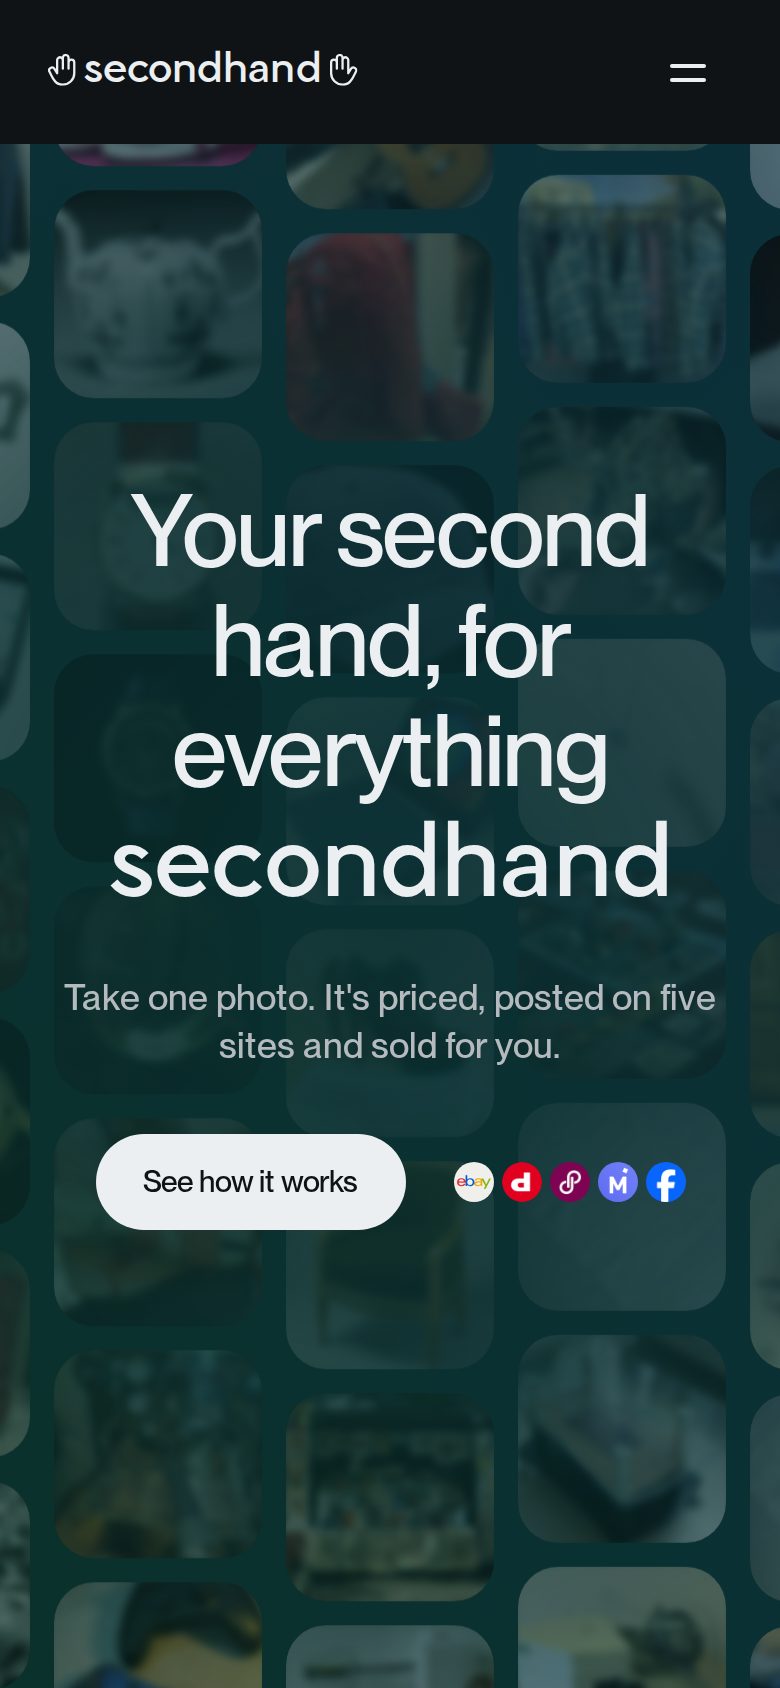 secondhand
Your second
hand, for
everything
secondhand
Take one photo. It's priced, posted on five
sites and sold for you.
See how it works
ebay